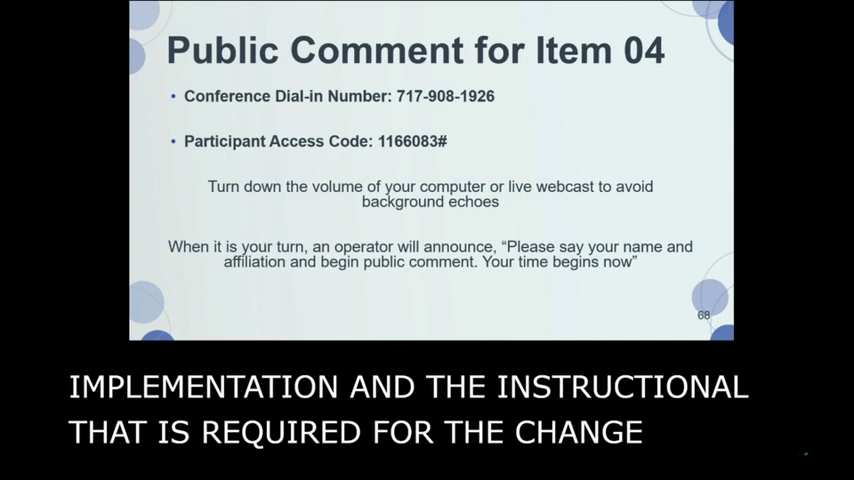 Public Comment for Item 04
• Conference Dial-in Number: 717-908-1926
• Participant Access Code: 1166083#
Turn down the volume of your computer or live webcast to avoid
background echoes
When it is your turn, an operator will announce, “Please say your name and
affiliation and begin public comment. Your time begins now”
68
IMPLEMENTATION AND THE INSTRUCTIONAL
THAT IS REQUIRED FOR THE CHANGE